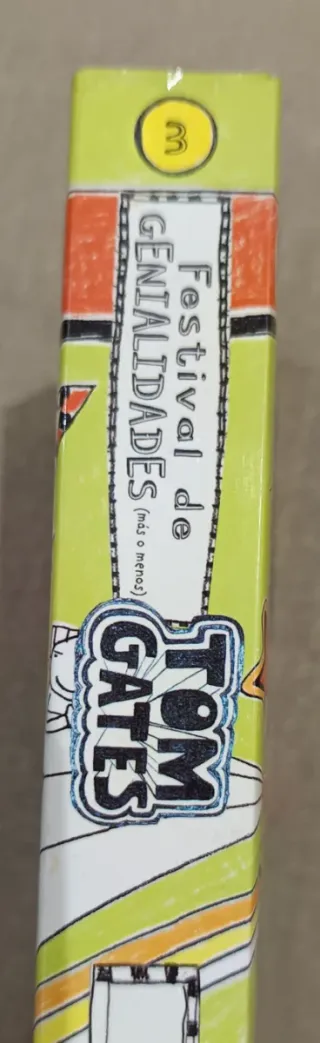 3
Festival de
GENIALIDADES (más o menos)
TOM
GATES